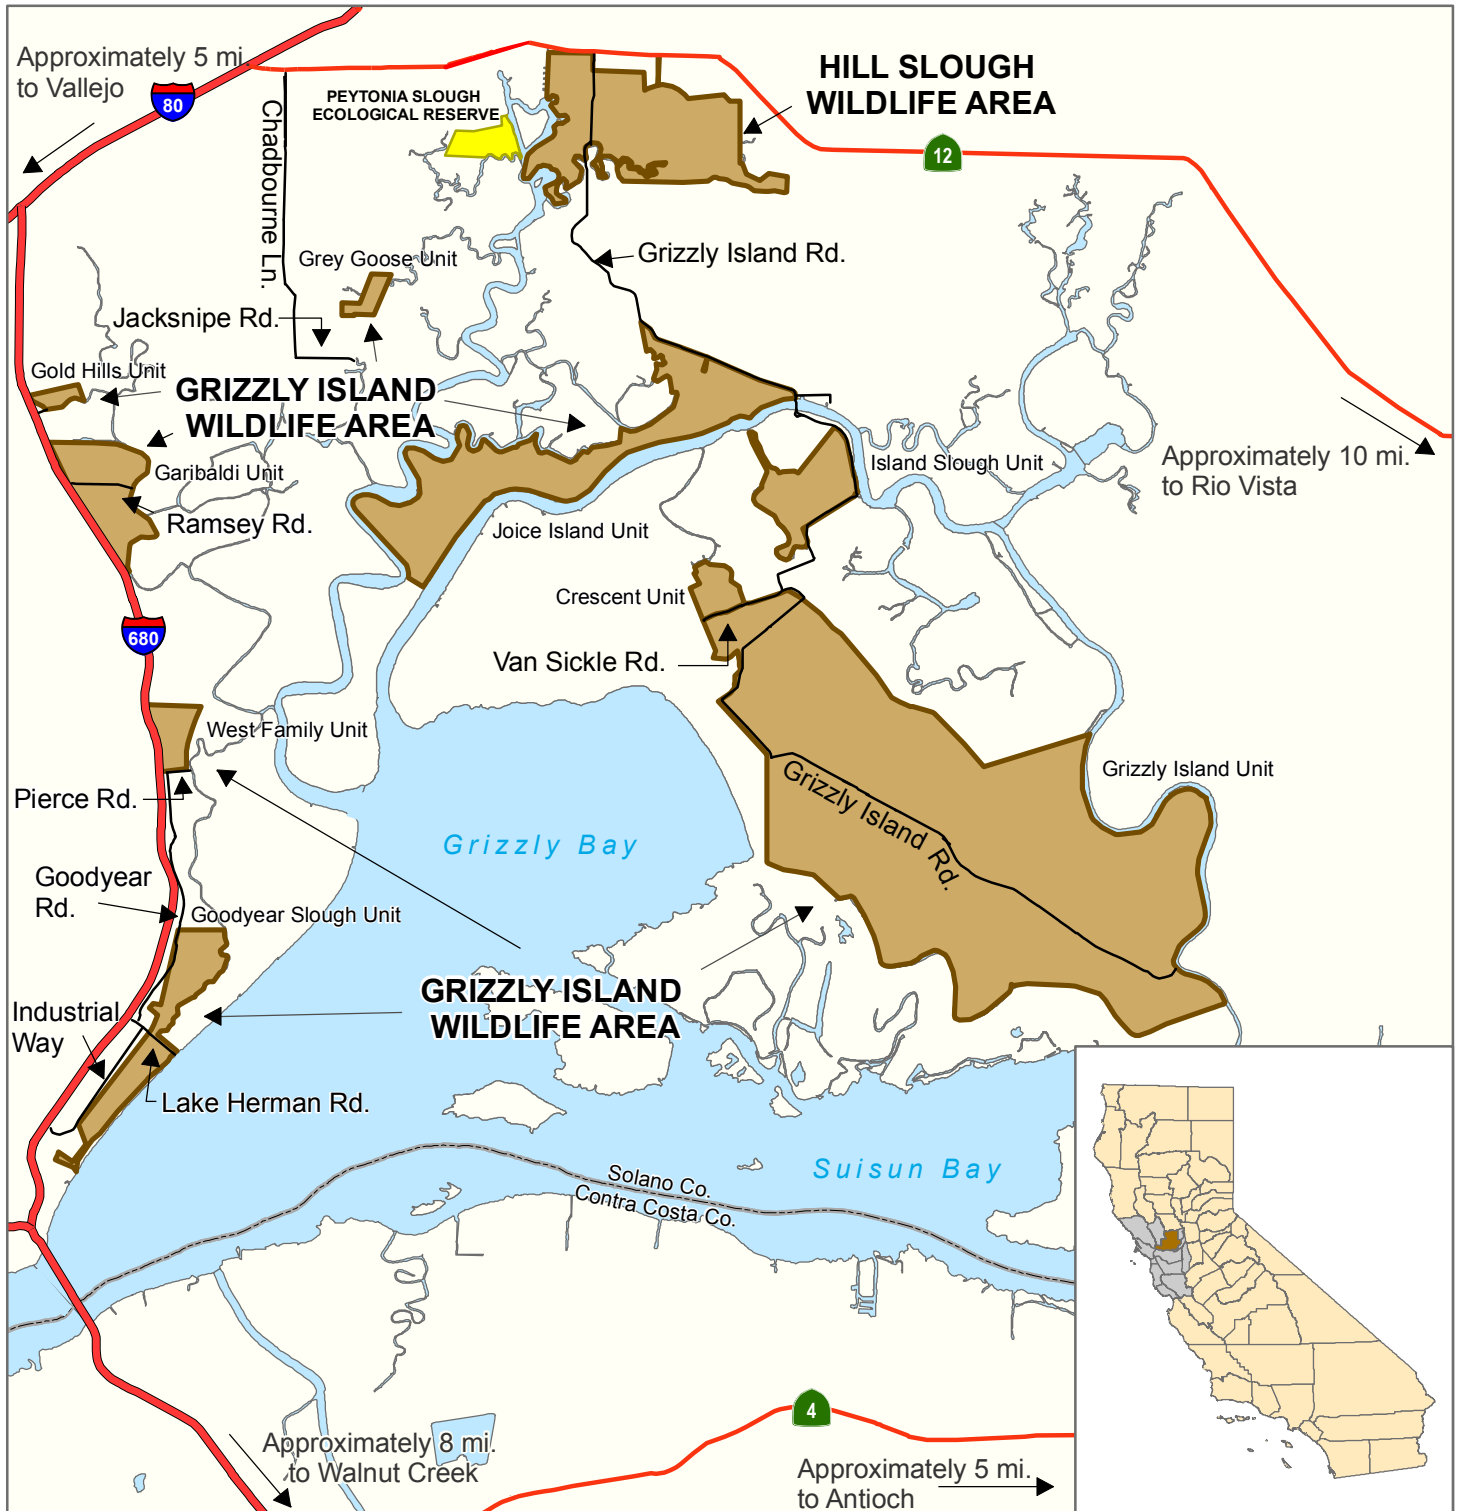 Approximately 5 mi.
to Vallejo
80
Chadbourne Ln.
PEYTONIA SLOUGH
ECOLOGICAL RESERVE
HILL SLOUGH
WILDLIFE AREA
12
Grizzly Island Rd.
Grey Goose Unit
Jacksnipe Rd.
Gold Hills Unit
GRIZZLY ISLAND
WILDLIFE AREA
Garibaldi Unit
Ramsey Rd.
Island Slough Unit
Approximately 10 mi.
to Rio Vista
Joice Island Unit
Crescent Unit
680
Van Sickle Rd.
West Family Unit
Pierce Rd.
Grizzly Island Unit
Grizzly Island Rd.
Grizzly Bay
Goodyear
Rd.
Goodyear Slough Unit
GRIZZLY ISLAND
WILDLIFE AREA
Industrial
Way
Lake Herman Rd.
Suisun Bay
Solano Co.
Contra Costa Co.
4
Approximately 8 mi.
to Walnut Creek
Approximately 5 mi.
to Antioch